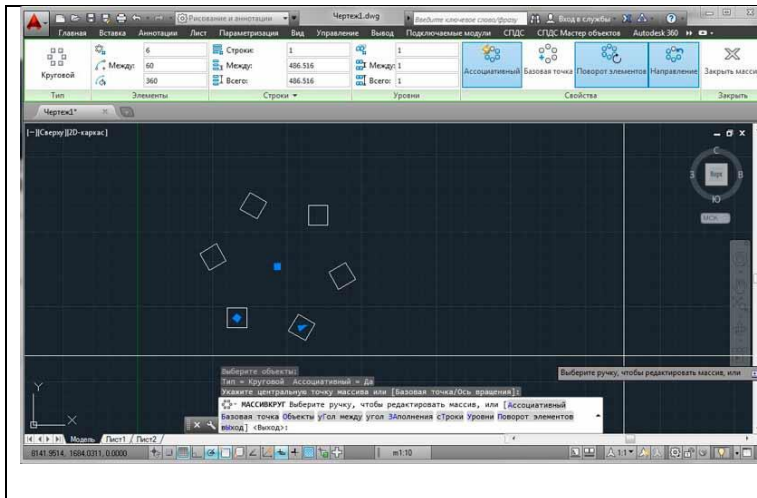 Рисование и аннотации
Чертеж1.dwg
Введите ключевое слово/фразу
Вход в службы
Главная Вставка Аннотации Лист Параметризация Вид Управление Вывод Подключаемые модули СПДС СПДС Мастер объектов Autodesk 360
6 Строки: 1 1
Между: 60 Между: 486.516 Между: 1
360 Всего: 486.516 Всего: 1
Круговой
Ассоциативный Базовая точка Поворот элементов Направление Закрыть масси
Тип Элементы Строки Уровни Свойства Закрыть
Чертеж1*
[–][Сверху][2D-каркас]
С
З Верх В
Ю
МСК
Выберите объекты:
Тип = Круговой Ассоциативный = Да
Укажите центральную точку массива или [Базовая точка/Ось вращения]:
Выберите ручку, чтобы редактировать массив, или
МАССИВКРУГ Выберите ручку, чтобы редактировать массив, или [Ассоциативный
Базовая точка Объекты уГол между угол ЗАполнения сТроки Уровни Поворот элементов
выХод] <Выход>:
Y
X
Модель Лист1 Лист2
8141.9514, 1684.0311, 0.0000
m1:10
1:1